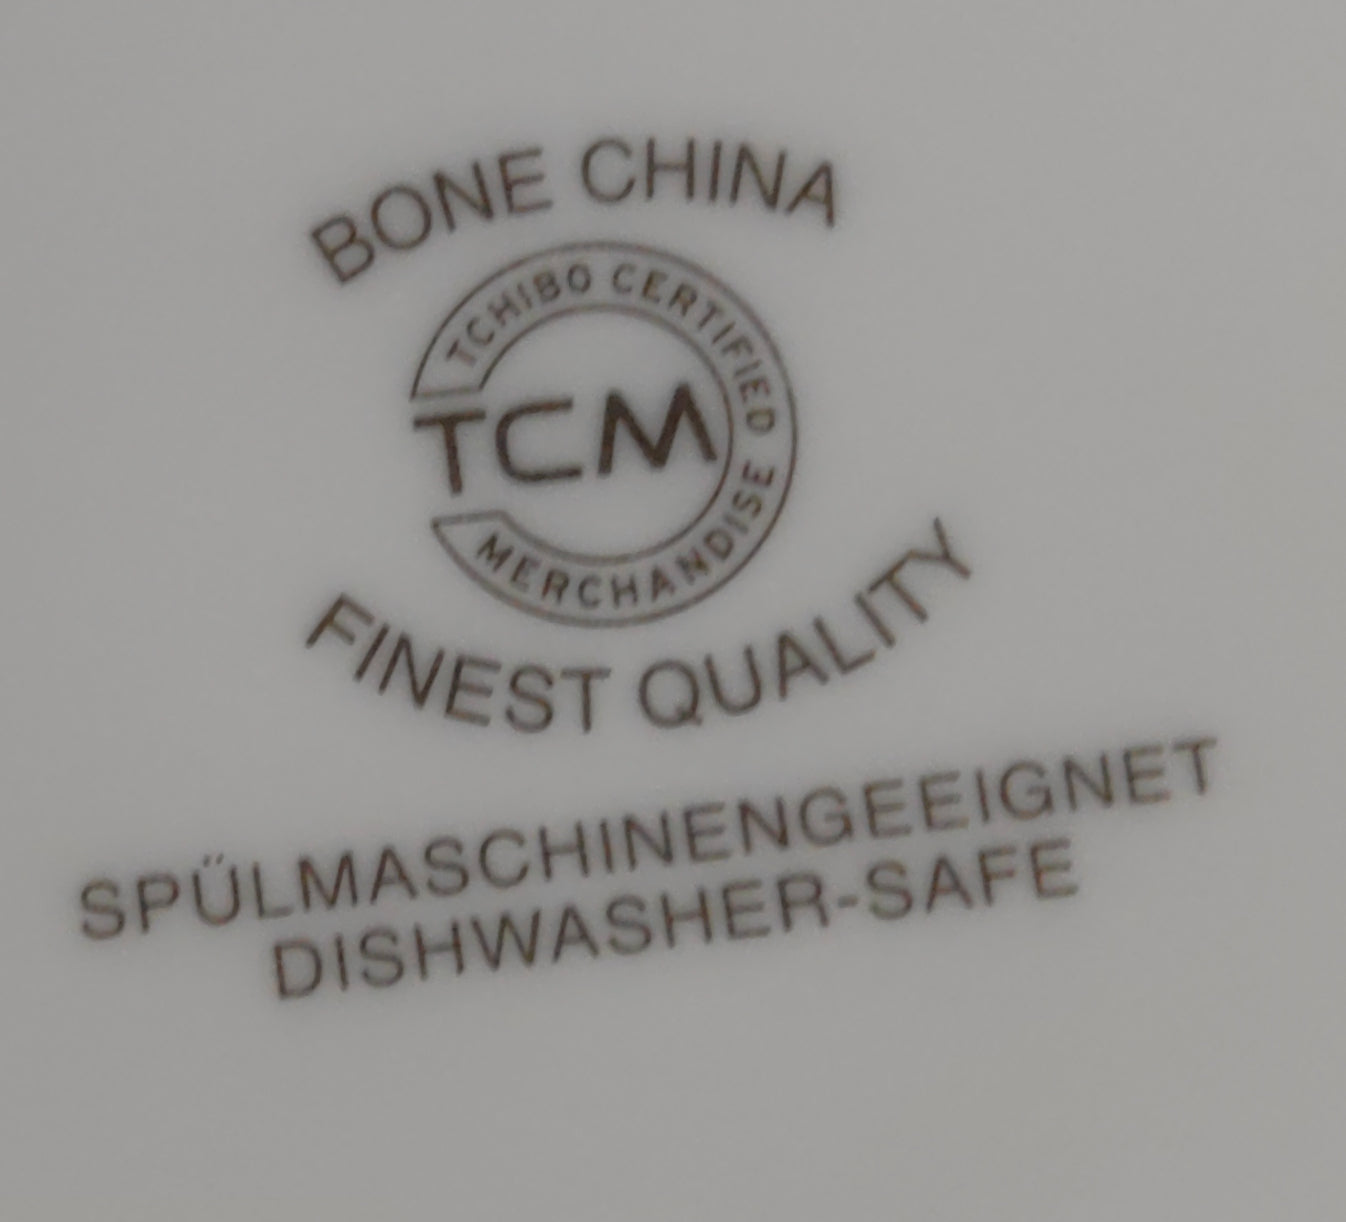 BONE CHINA
TCHIBO CERTIFIED
TCM
MERCHANDISE
FINEST QUALITY
SPÜLMASCHINENGEEIGNET
DISHWASHER-SAFE